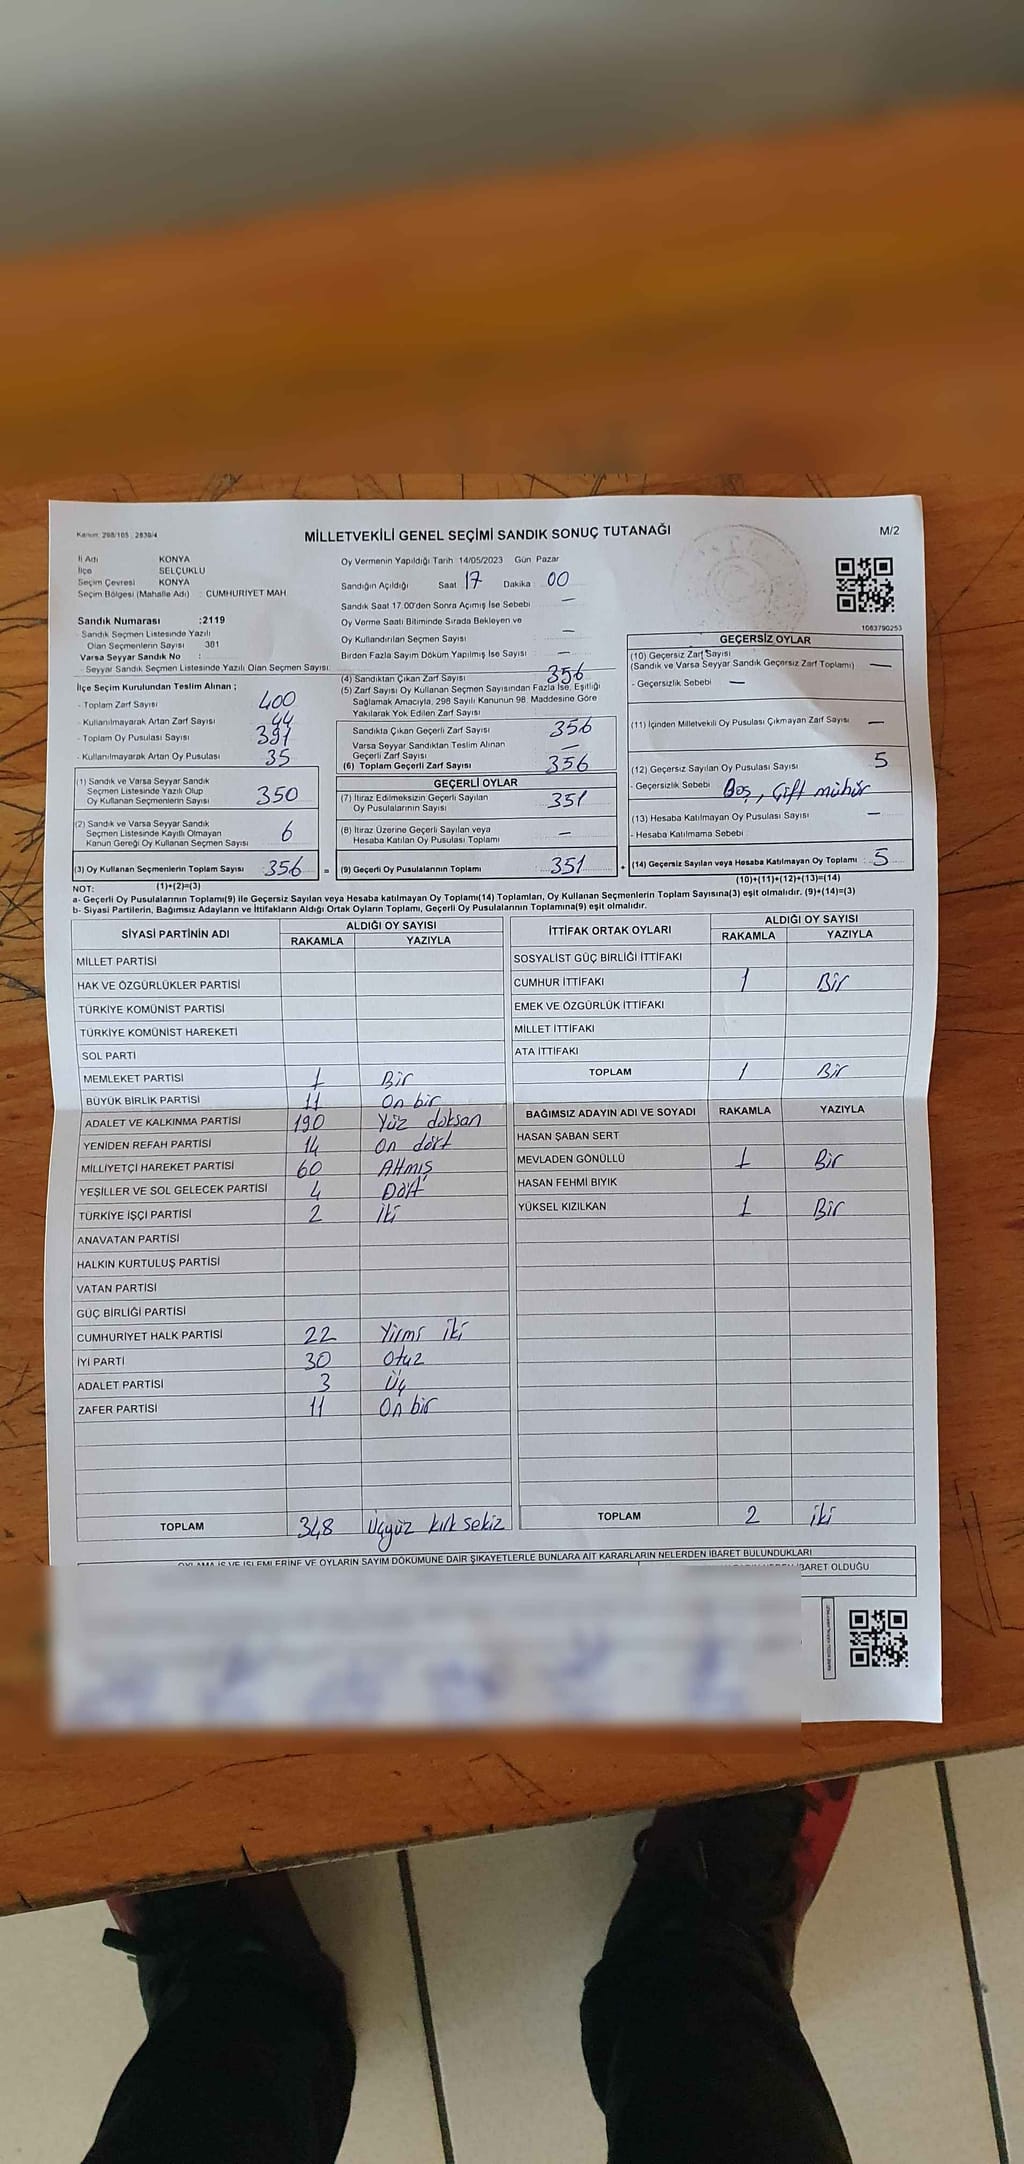 Kanun: 298/105 , 2839/4
MİLLETVEKİLİ GENEL SEÇİMİ SANDIK SONUÇ TUTANAĞI
M/2
İl Adı KONYA
İlçe SELÇUKLU
Seçim Çevresi KONYA
Seçim Bölgesi (Mahalle Adı) : CUMHURIYET MAH
Sandık Numarası :2119
- Sandık Seçmen Listesinde Yazılı
Olan Seçmenlerin Sayısı 381
Varsa Seyyar Sandık No :
- Seyyar Sandık Seçmen Listesinde Yazılı Olan Seçmen Sayısı:
Oy Vermenin Yapıldığı Tarih 14/05/2023 Gün Pazar
Sandığın Açıldığı Saat 17 Dakika 00
Sandık Saat 17.00'den Sonra Açımış İse Sebebi —
Oy Verme Saati Bitiminde Sırada Bekleyen ve
Oy Kullandırılan Seçmen Sayısı —
Birden Fazla Sayım Döküm Yapılmış İse Sayısı —
1083790253
İlçe Seçim Kurulundan Teslim Alınan ;
- Toplam Zarf Sayısı 400
- Kullanılmayarak Artan Zarf Sayısı 44
- Toplam Oy Pusulası Sayısı 391
- Kullanılmayarak Artan Oy Pusulası 35
(1) Sandık ve Varsa Seyyar Sandık
Seçmen Listesinde Yazılı Olup
Oy Kullanan Seçmenlerin Sayısı 350
(2) Sandık ve Varsa Seyyar Sandık
Seçmen Listesinde Kayıtlı Olmayan
Kanun Gereği Oy Kullanan Seçmen Sayısı 6
(3) Oy Kullanan Seçmenlerin Toplam Sayısı 356
(4) Sandıktan Çıkan Zarf Sayısı 356
(5) Zarf Sayısı Oy Kullanan Seçmen Sayısından Fazla İse, Eşitliği
Sağlamak Amacıyla, 298 Sayılı Kanunun 98. Maddesine Göre
Yakılarak Yok Edilen Zarf Sayısı
Sandıkta Çıkan Geçerli Zarf Sayısı 356
Varsa Seyyar Sandıktan Teslim Alınan
Geçerli Zarf Sayısı —
(6) Toplam Geçerli Zarf Sayısı 356
GEÇERLİ OYLAR
(7) İtiraz Edilmeksizin Geçerli Sayılan
Oy Pusulalarının Sayısı 351
(8) İtiraz Üzerine Geçerli Sayılan veya
Hesaba Katılan Oy Pusulası Toplamı —
= (9) Geçerli Oy Pusulalarının Toplamı 351
GEÇERSİZ OYLAR
(10) Geçersiz Zarf Sayısı
(Sandık ve Varsa Seyyar Sandık Geçersiz Zarf Toplamı) —
- Geçersizlik Sebebi —
(11) İçinden Milletvekili Oy Pusulası Çıkmayan Zarf Sayısı —
(12) Geçersiz Sayılan Oy Pusulası Sayısı 5
- Geçersizlik Sebebi Boş, Çift mühür
(13) Hesaba Katılmayan Oy Pusulası Sayısı —
- Hesaba Katılmama Sebebi
+ (14) Geçersiz Sayılan veya Hesaba Katılmayan Oy Toplamı 5
NOT: (1)+(2)=(3)
(10)+(11)+(12)+(13)=(14)
a- Geçerli Oy Pusulalarının Toplamı(9) ile Geçersiz Sayılan veya Hesaba katılmayan Oy Toplamı(14) Toplamları, Oy Kullanan Seçmenlerin Toplam Sayısına(3) eşit olmalıdır. (9)+(14)=(3)
b- Siyasi Partilerin, Bağımsız Adayların ve İttifakların Aldığı Ortak Oyların Toplamı, Geçerli Oy Pusulalarının Toplamına(9) eşit olmalıdır.
SİYASİ PARTİNİN ADI ALDIĞI OY SAYISI
RAKAMLA YAZIYLA
MİLLET PARTİSİ
HAK VE ÖZGÜRLÜKLER PARTİSİ
TÜRKİYE KOMÜNİST PARTİSİ
TÜRKİYE KOMÜNİST HAREKETİ
SOL PARTİ
MEMLEKET PARTİSİ 1 Bir
BÜYÜK BİRLİK PARTİSİ 11 On bir
ADALET VE KALKINMA PARTİSİ 190 Yüz doksan
YENİDEN REFAH PARTİSİ 14 On dört
MİLLİYETÇİ HAREKET PARTİSİ 60 Altmış
YEŞİLLER VE SOL GELECEK PARTİSİ 4 Dört
TÜRKİYE İŞÇİ PARTİSİ 2 İki
ANAVATAN PARTİSİ
HALKIN KURTULUŞ PARTİSİ
VATAN PARTİSİ
GÜÇ BİRLİĞİ PARTİSİ
CUMHURİYET HALK PARTİSİ 22 Yirmi iki
İYİ PARTİ 30 Otuz
ADALET PARTİSİ 3 Üç
ZAFER PARTİSİ 11 On bir
TOPLAM 348 Üçyüz kırk sekiz
İTTİFAK ORTAK OYLARI ALDIĞI OY SAYISI
RAKAMLA YAZIYLA
SOSYALİST GÜÇ BİRLİĞİ İTTİFAKI
CUMHUR İTTİFAKI 1 Bir
EMEK VE ÖZGÜRLÜK İTTİFAKI
MİLLET İTTİFAKI
ATA İTTİFAKI
TOPLAM 1 Bir
BAĞIMSIZ ADAYIN ADI VE SOYADI RAKAMLA YAZIYLA
HASAN ŞABAN SERT
MEVLADEN GÖNÜLLÜ 1 Bir
HASAN FEHMİ BIYIK
YÜKSEL KIZILKAN 1 Bir
TOPLAM 2 iki
OYLAMA İŞ VE İŞLEMLERİNE VE OYLARIN SAYIM DÖKÜMÜNE DAİR ŞİKAYETLERLE BUNLARA AİT KARARLARIN NELERDEN İBARET BULUNDUKLARI
İBARET OLDUĞU